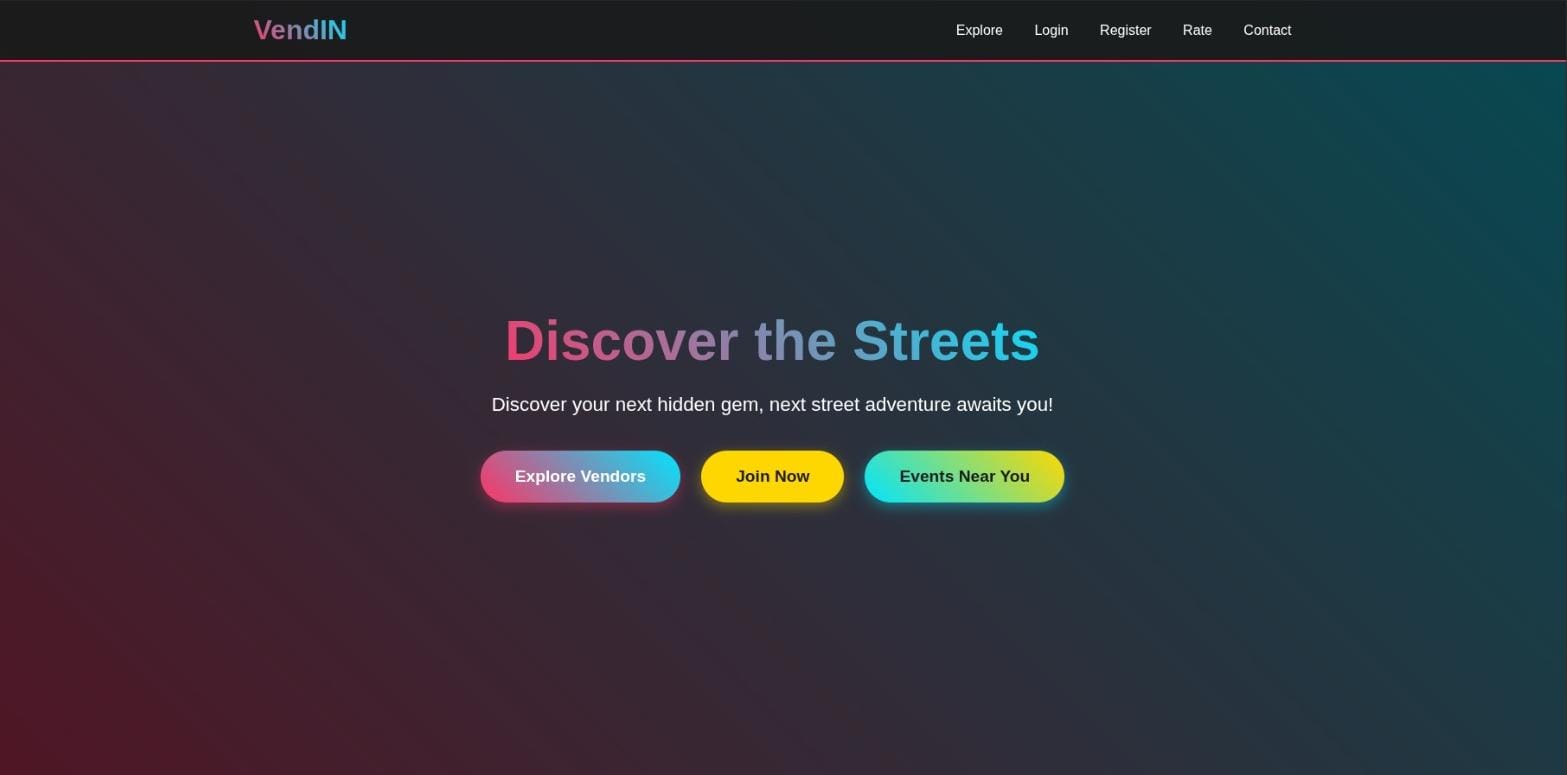 VendIN Explore Login Register Rate Contact
Discover the Streets
Discover your next hidden gem, next street adventure awaits you!
Explore Vendors Join Now Events Near You